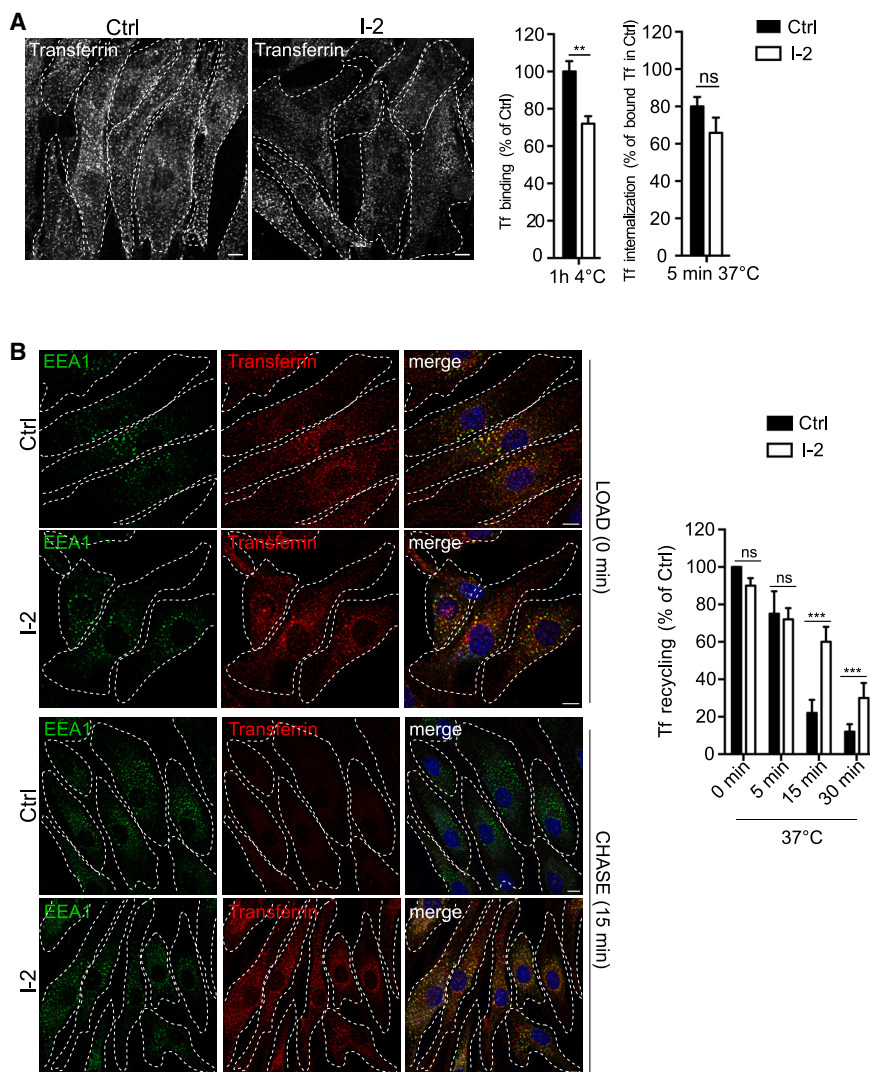 A
Ctrl
I-2
Transferrin
Transferrin
Tf binding (% of Ctrl)
120
100
80
60
40
20
0
**
1h 4°C
Tf internalization (% of bound Tf in Ctrl)
120
100
80
60
40
20
0
ns
5 min 37°C
Ctrl
I-2
B
EEA1
Transferrin
merge
Ctrl
EEA1
Transferrin
merge
I-2
LOAD (0 min)
EEA1
Transferrin
merge
Ctrl
EEA1
Transferrin
merge
I-2
CHASE (15 min)
Ctrl
I-2
Tf recycling (% of Ctrl)
120
100
80
60
40
20
0
ns
ns
***
***
0 min
5 min
15 min
30 min
37°C